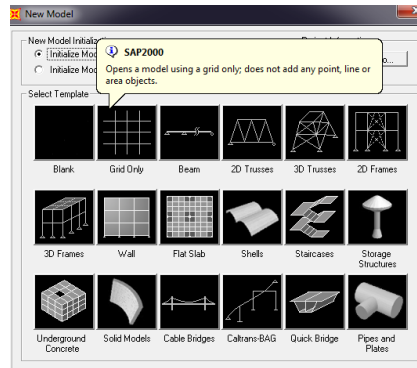 New Model
New Model Initializ
Initialize Mod
Initialize Mod
SAP2000
Opens a model using a grid only; does not add any point, line or
area objects.
o...
Select Template
Blank
Grid Only
Beam
2D Trusses
3D Trusses
2D Frames
3D Frames
Wall
Flat Slab
Shells
Staircases
Storage
Structures
Underground
Concrete
Solid Models
Cable Bridges
Caltrans-BAG
Quick Bridge
Pipes and
Plates